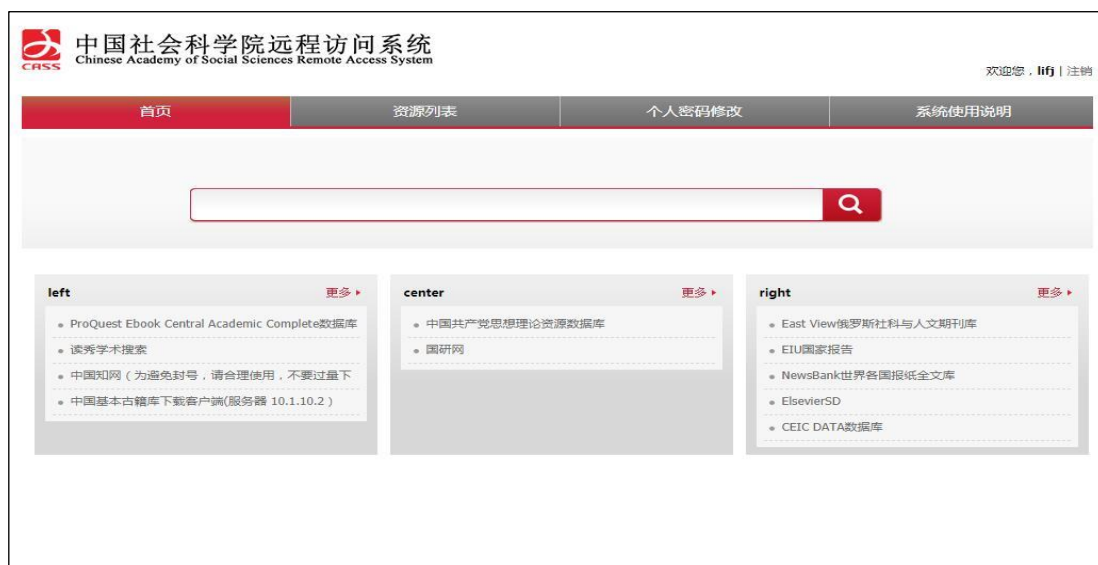 中国社会科学院远程访问系统
CASS
Chinese Academy of Social Sciences Remote Access System
欢迎您，lifj | 注销
首页
资源列表
个人密码修改
系统使用说明
left
更多
ProQuest Ebook Central Academic Complete数据库
读秀学术搜索
中国知网（为避免封号，请合理使用，不要过量下
中国基本古籍库下载客户端(服务器 10.1.10.2）
center
更多
中国共产党思想理论资源数据库
国研网
right
更多
East View俄罗斯社科与人文期刊库
EIU国家报告
NewsBank世界各国报纸全文库
ElsevierSD
CEIC DATA数据库